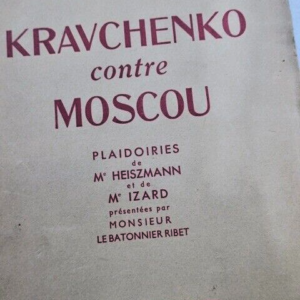 KRAVCHENKO
contre
MOSCOU
PLAIDOIRIES
de
Me HEISZMANN
et de
Me IZARD
présentées par
MONSIEUR
LE BATONNIER RIBET